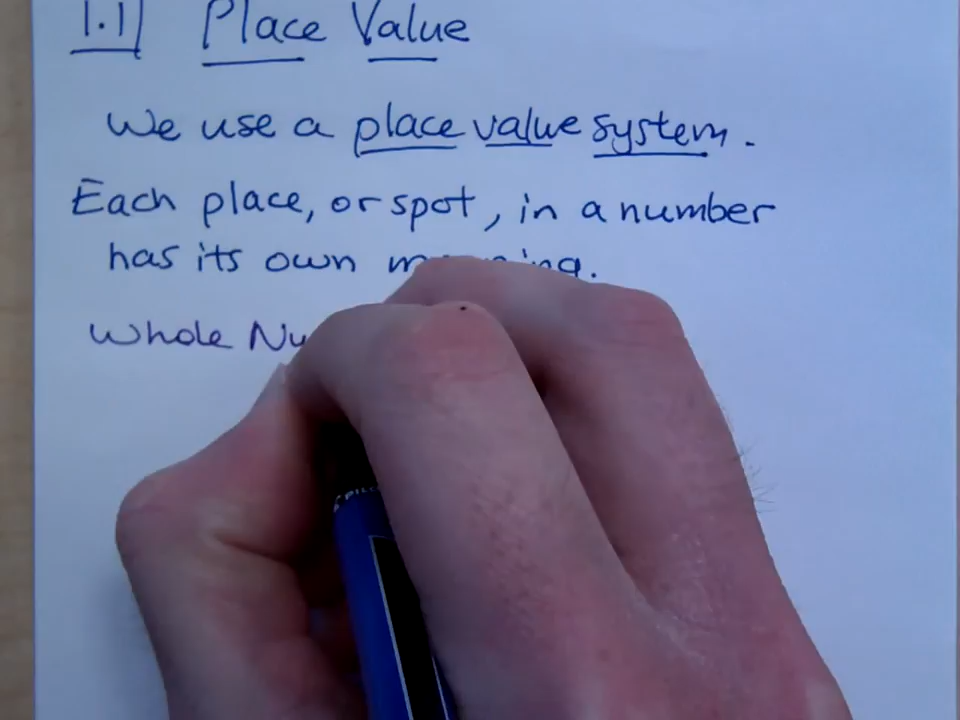 1.1 Place Value
We use a place value system.
Each place, or spot, in a number
has its own
Whole